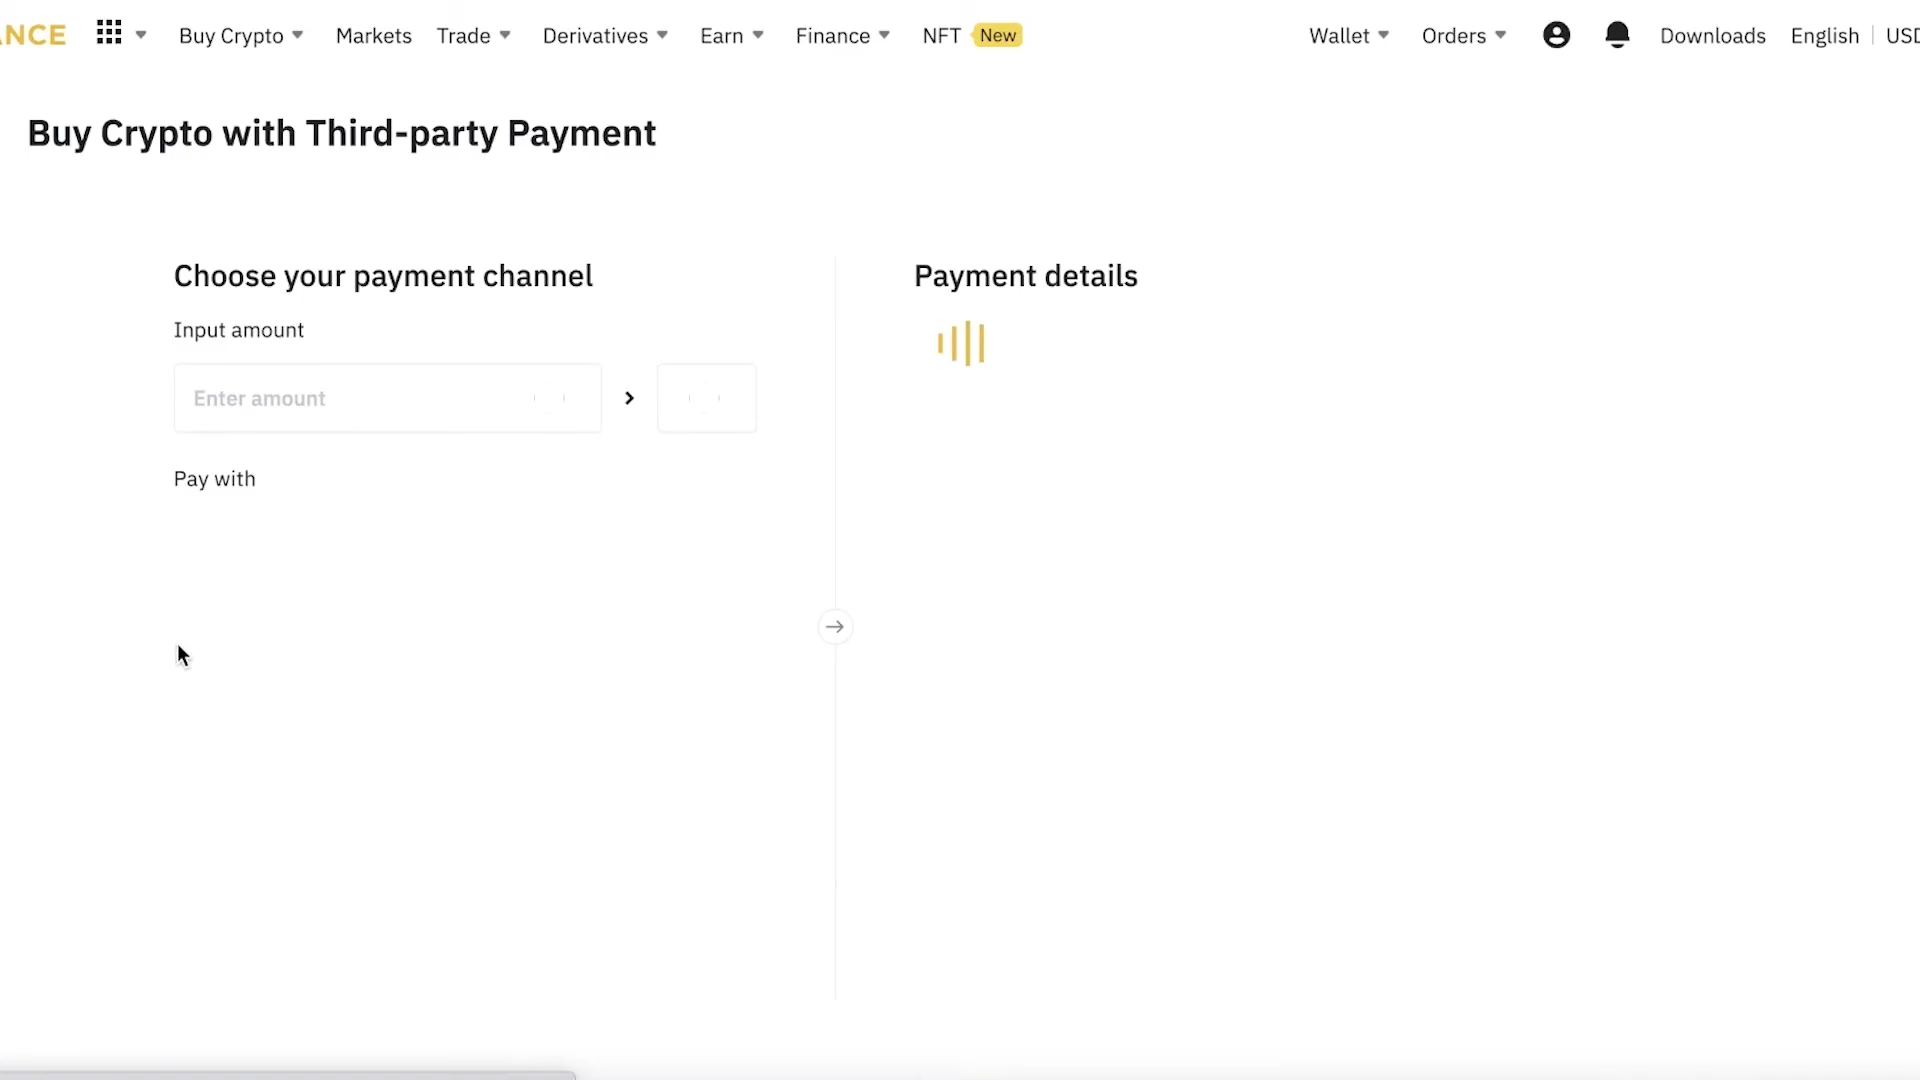 NCE Buy Crypto Markets Trade Derivatives Earn Finance NFT New Wallet Orders Downloads English USD
Buy Crypto with Third-party Payment
Choose your payment channel
Input amount
Enter amount
Pay with
Payment details